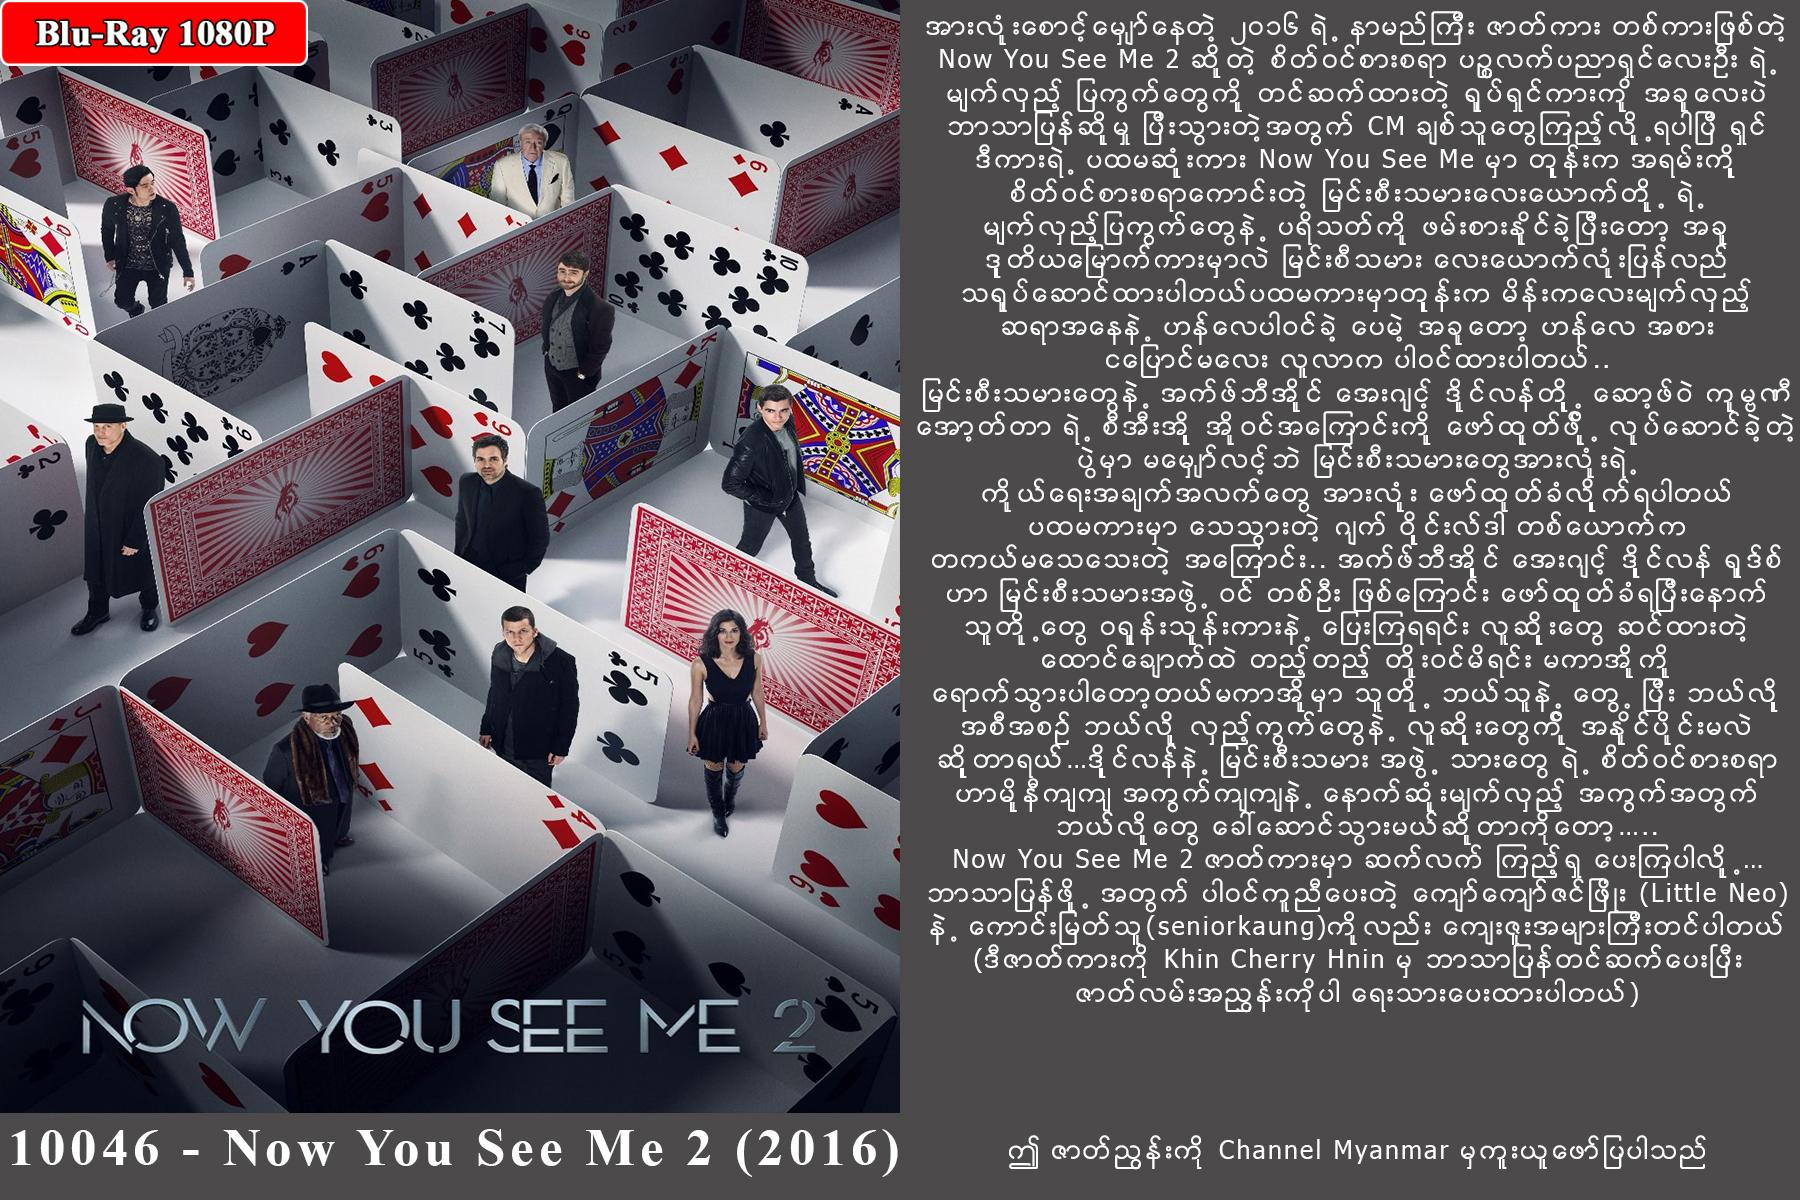 Blu-Ray 1080P
NOW YOU SEE ME 2
10046 - Now You See Me 2 (2016)
အားလုံးစောင့်မျှော်နေတဲ့ ၂၀၁၆ ရဲ့ နာမည်ကြီး ဇာတ်ကား တစ်ကားဖြစ်တဲ့
Now You See Me 2 ဆိုတဲ့ စိတ်ဝင်စားစရာ ပဥ္စလက်ပညာရှင်လေးဦး ရဲ့
မျက်လှည့် ပြကွက်တွေကို တင်ဆက်ထားတဲ့ ရုပ်ရှင်ကားကို အခုလေးပဲ
ဘာသာပြန်ဆိုမှု ပြီးသွားတဲ့အတွက် CM ချစ်သူတွေကြည့်လို့ရပါပြီ ရှင်
ဒီကားရဲ့ ပထမဆုံးကား Now You See Me မှာ တုန်းက အရမ်းကို
စိတ်ဝင်စားစရာကောင်းတဲ့ မြင်းစီးသမားလေးယောက်တို့ ရဲ့
မျက်လှည့်ပြကွက်တွေနဲ့ ပရိသတ်ကို ဖမ်းစားနိုင်ခဲ့ပြီးတော့ အခု
ဒုတိယမြောက်ကားမှာလဲ မြင်းစီသမား လေးယောက်လုံးပြန်လည်
သရုပ်ဆောင်ထားပါတယ်ပထမကားမှာတုန်းက မိန်းကလေးမျက်လှည့်
ဆရာအနေနဲ့ ဟန်လေပါဝင်ခဲ့ ပေမဲ့ အခုတော့ ဟန်လေ အစား
ငပြောင်မလေး လူလာက ပါဝင်ထားပါတယ်..
မြင်းစီးသမားတွေနဲ့ အက်ဖ်ဘီအိုင် အေးဂျင့် ဒိုင်လန်တို့ ဆော့ဖ်ဝဲ ကုမ္ပဏီ
အော့တ်တာ ရဲ့ စီအီးအို အိုဝင်အကြောင်းကို ဖော်ထုတ်ဖို့ လုပ်ဆောင်ခဲ့တဲ့
ပွဲမှာ မမျှော်လင့်ဘဲ မြင်းစီးသမားတွေအားလုံးရဲ့
ကိုယ်ရေးအချက်အလက်တွေ အားလုံး ဖော်ထုတ်ခံလိုက်ရပါတယ်
ပထမကားမှာ သေသွားတဲ့ ဂျက် ဝိုင်းလ်ဒါ တစ်ယောက်က
တကယ်မသေသေးတဲ့ အကြောင်း.. အက်ဖ်ဘီအိုင် အေးဂျင့် ဒိုင်လန် ရုဒ်စ်
ဟာ မြင်းစီးသမားအဖွဲ့ ဝင် တစ်ဦး ဖြစ်ကြောင်း ဖော်ထုတ်ခံရပြီးနောက်
သူတို့တွေ ဝရုန်းသုန်းကားနဲ့ ပြေးကြရရင်း လူဆိုးတွေ ဆင်ထားတဲ့
ထောင်ချောက်ထဲ တည့်တည့် တိုးဝင်မိရင်း မကာအိုကို
ရောက်သွားပါတော့တယ်မကာအိုမှာ သူတို့ ဘယ်သူနဲ့ တွေ့ ပြီး ဘယ်လို
အစီအစဉ် ဘယ်လို လှည့်ကွက်တွေနဲ့ လူဆိုးတွေကို အနိုင်ပိုင်းမလဲ
ဆိုတာရယ်...ဒိုင်လန်နဲ့ မြင်းစီးသမား အဖွဲ့ သားတွေ ရဲ့ စိတ်ဝင်စားစရာ
ဟာမိုနီကျကျ အကွက်ကျကျနဲ့ နောက်ဆုံးမျက်လှည့် အကွက်အတွက်
ဘယ်လိုတွေ ခေါ်ဆောင်သွားမယ်ဆိုတာကိုတော့.....
Now You See Me 2 ဇာတ်ကားမှာ ဆက်လက် ကြည့်ရှု ပေးကြပါလို့...
ဘာသာပြန်ဖို့ အတွက် ပါဝင်ကူညီပေးတဲ့ ကျော်ကျော်ဇင်ဖြိုး (Little Neo)
နဲ့ ကောင်းမြတ်သူ(seniorkaung)ကိုလည်း ကျေးဇူးအများကြီးတင်ပါတယ်
(ဒီဇာတ်ကားကို Khin Cherry Hnin မှ ဘာသာပြန်တင်ဆက်ပေးပြီး
ဇာတ်လမ်းအညွှန်းကိုပါ ရေးသားပေးထားပါတယ်)
ဤ ဇာတ်ညွှန်းကို Channel Myanmar မှကူးယူဖော်ပြပါသည်